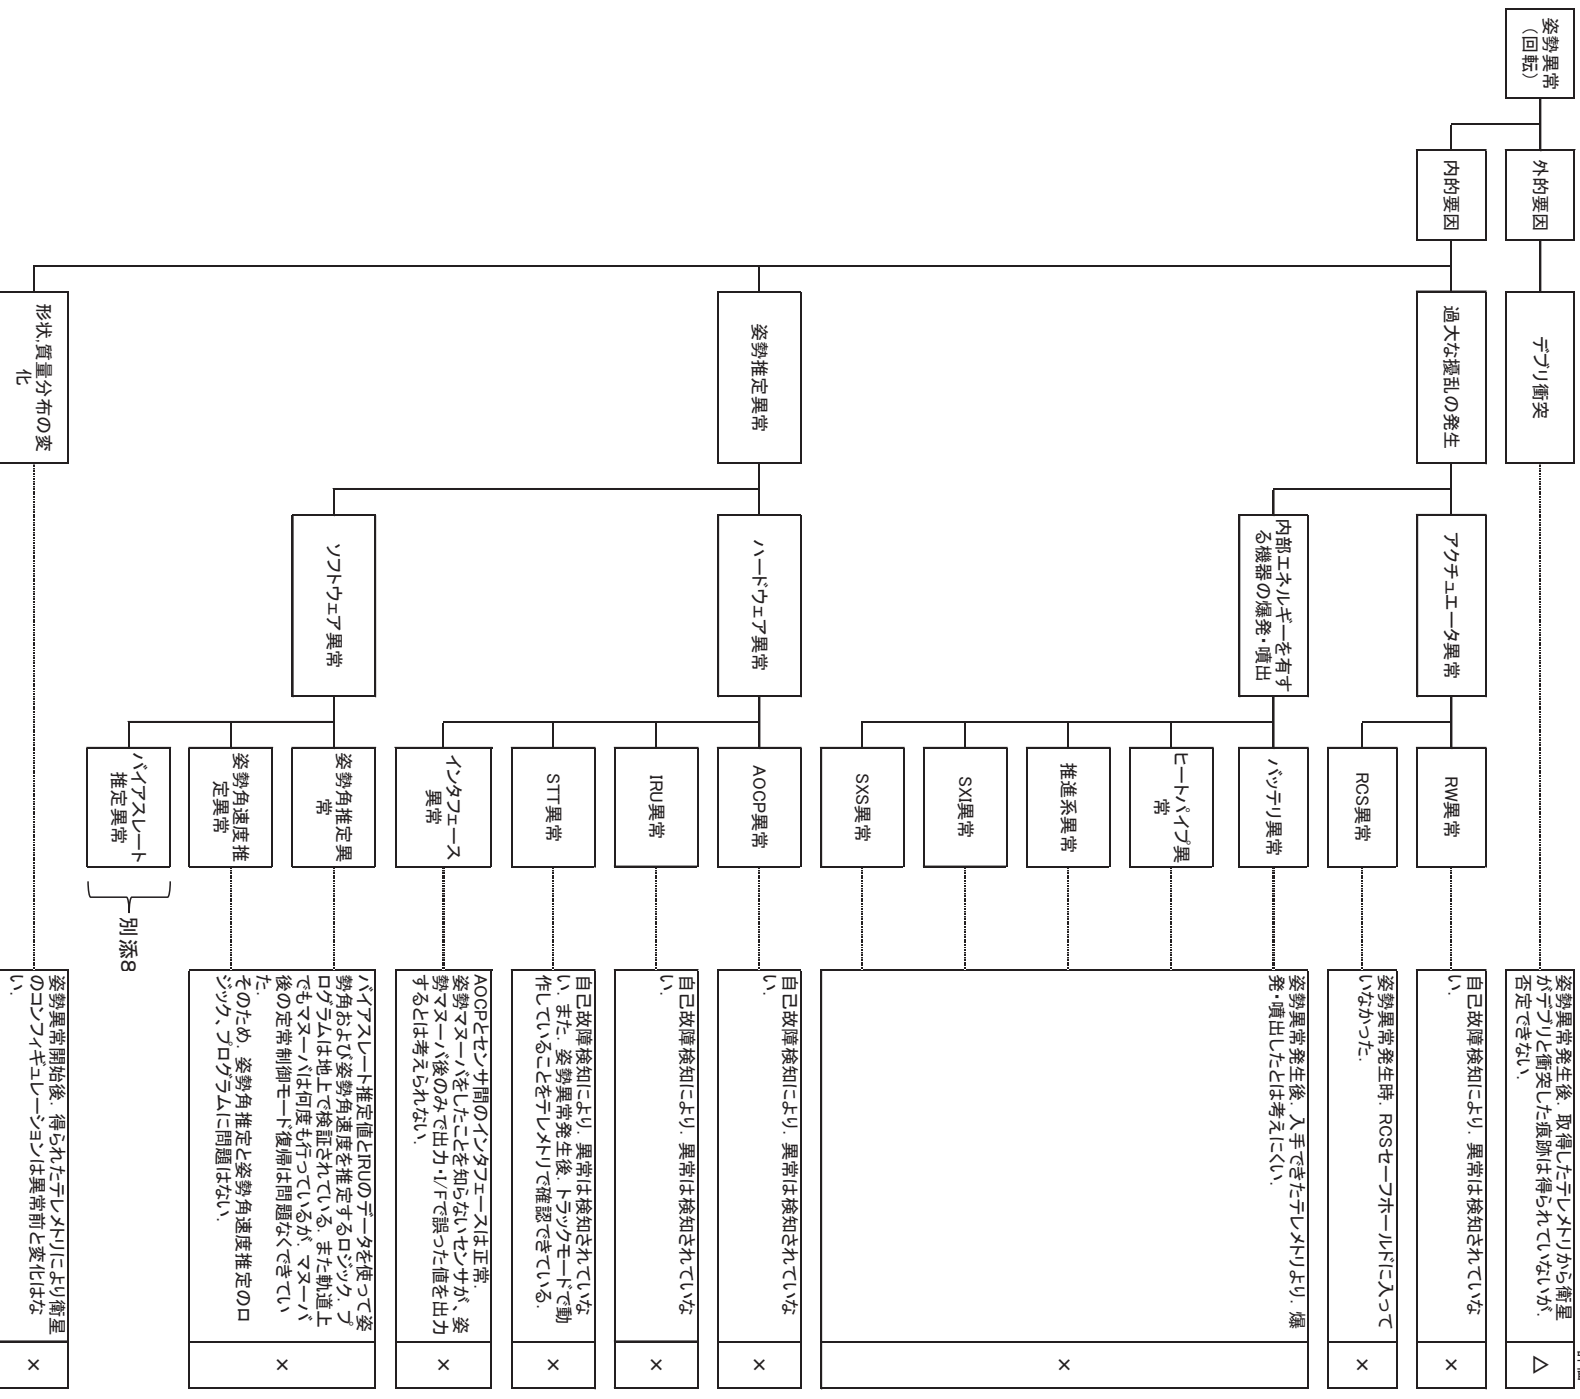 姿勢異常
（回転）
外的要因
内的要因
デブリ衝突
過大な擾乱の発生
姿勢推定異常
形状,質量分布の変
化
アクチュエータ異常
内部エネルギーを有す
る機器の爆発・噴出
ハードウェア異常
ソフトウェア異常
RW異常
RCS異常
バッテリ異常
ヒートパイプ異
常
推進系異常
SXI異常
SXS異常
AOCP異常
IRU異常
STT異常
インタフェース
異常
姿勢角推定異
常
姿勢角速度推
定異常
バイアスレート
推定異常
別添8
姿勢異常発生後. 取得したテレメトリから衛星
がデブリと衝突した痕跡は得られていないが.
否定できない.
△
自己故障検知により. 異常は検知されていな
い.
×
姿勢異常発生時. RCSセーフホールドに入って
いなかった.
×
姿勢異常発生後. 入手できたテレメトリより. 爆
発・噴出したとは考えにくい.
×
自己故障検知により. 異常は検知されていな
い.
×
自己故障検知により. 異常は検知されていな
い.
×
自己故障検知により. 異常は検知されていな
い. また. 姿勢異常発生後. トラックモードで動
作していることをテレメトリで確認できている.
×
AOCPとセンサ間のインタフェースは正常.
姿勢マヌーバをしたことを知らないセンサが、姿
勢マヌーバ後のみで出力・I/Fで誤った値を出力
するとは考えられない.
×
バイアスレート推定値とIRUのデータを使って姿
勢角および姿勢角速度を推定するロジック. プ
ログラムは地上で検証されている. また軌道上
でもマヌーバは何度も行っているが. マヌーバ
後の定常制御モード復帰は問題なくできてい
た.
そのため. 姿勢角推定と姿勢角速度推定のロ
ジック、プログラムに問題はない.
×
姿勢異常開始後. 得られたテレメトリにより衛星
のコンフィギュレーションは異常前と変化はな
い.
×